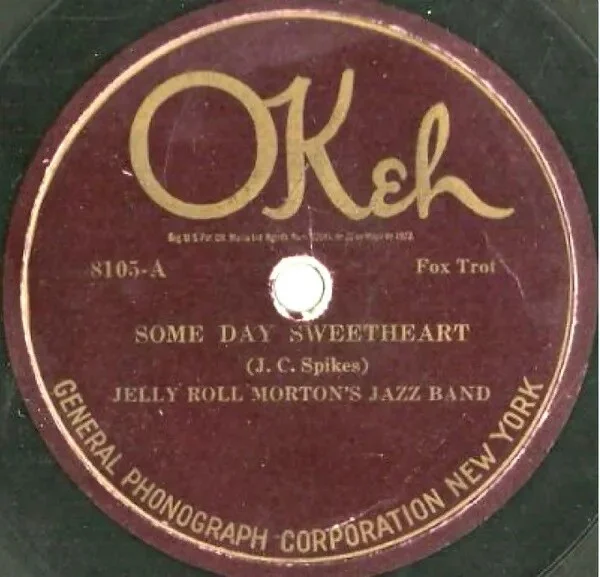 OKeh
8105-A
Fox Trot
SOME DAY SWEETHEART
(J. C. Spikes)
JELLY ROLL MORTON'S JAZZ BAND
GENERAL PHONOGRAPH CORPORATION NEW YORK